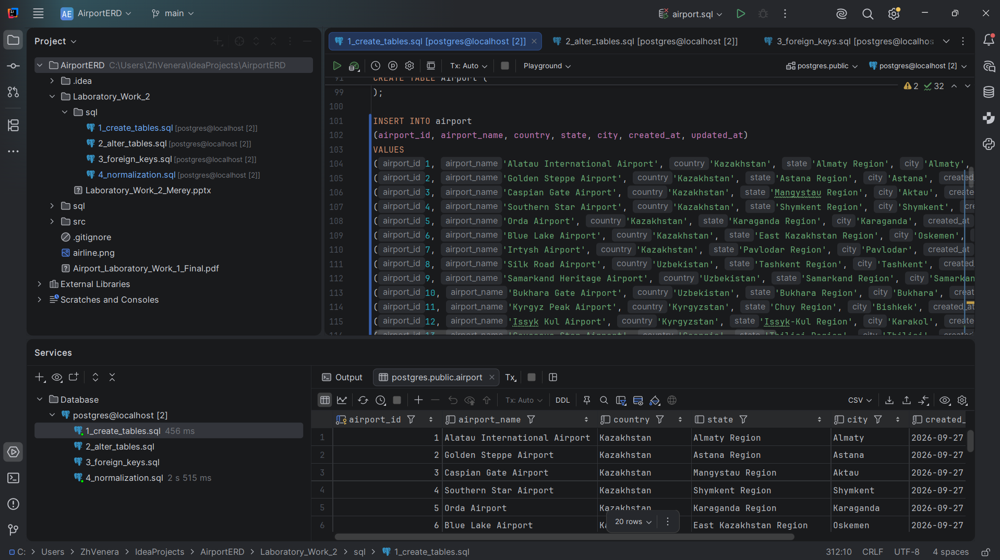 AE AirportERD main airport.sql
Project
AirportERD C:\Users\ZhVenera\IdeaProjects\AirportERD
.idea
Laboratory_Work_2
sql
1_create_tables.sql [postgres@localhost [2]]
2_alter_tables.sql [postgres@localhost [2]]
3_foreign_keys.sql [postgres@localhost [2]]
4_normalization.sql [postgres@localhost [2]]
Laboratory_Work_2_Merey.pptx
sql
src
.gitignore
airline.png
Airport_Laboratory_Work_1_Final.pdf
External Libraries
Scratches and Consoles
1_create_tables.sql [postgres@localhost [2]] 2_alter_tables.sql [postgres@localhost [2]] 3_foreign_keys.sql [postgres@localhos
Tx: Auto Playground postgres.public postgres@localhost [2]
91 CREATE TABLE Airport (
2 32
99 );
100
101 INSERT INTO airport
102 (airport_id, airport_name, country, state, city, created_at, updated_at)
103 VALUES
104 ( airport_id 1, airport_name 'Alatau International Airport', country 'Kazakhstan', state 'Almaty Region', city 'Almaty',
105 ( airport_id 2, airport_name 'Golden Steppe Airport', country 'Kazakhstan', state 'Astana Region', city 'Astana', created
106 ( airport_id 3, airport_name 'Caspian Gate Airport', country 'Kazakhstan', state 'Mangystau Region', city 'Aktau', create
107 ( airport_id 4, airport_name 'Southern Star Airport', country 'Kazakhstan', state 'Shymkent Region', city 'Shymkent', cre
108 ( airport_id 5, airport_name 'Orda Airport', country 'Kazakhstan', state 'Karaganda Region', city 'Karaganda', created_at
109 ( airport_id 6, airport_name 'Blue Lake Airport', country 'Kazakhstan', state 'East Kazakhstan Region', city 'Oskemen',
110 ( airport_id 7, airport_name 'Irtysh Airport', country 'Kazakhstan', state 'Pavlodar Region', city 'Pavlodar', created_at
111 ( airport_id 8, airport_name 'Silk Road Airport', country 'Uzbekistan', state 'Tashkent Region', city 'Tashkent', created
112 ( airport_id 9, airport_name 'Samarkand Heritage Airport', country 'Uzbekistan', state 'Samarkand Region', city 'Samarkan
113 ( airport_id 10, airport_name 'Bukhara Gate Airport', country 'Uzbekistan', state 'Bukhara Region', city 'Bukhara', creat
114 ( airport_id 11, airport_name 'Kyrgyz Peak Airport', country 'Kyrgyzstan', state 'Chuy Region', city 'Bishkek', created_at
115 ( airport_id 12, airport_name 'Issyk Kul Airport', country 'Kyrgyzstan', state 'Issyk-Kul Region', city 'Karakol', create
116 ( airport_id 13, airport_name 'Caucasus Star Airport', country 'Georgia', state 'Tbilisi Region', city 'Tbilisi', created
Services
Database
postgres@localhost [2]
1_create_tables.sql 456 ms
2_alter_tables.sql
3_foreign_keys.sql
4_normalization.sql 2 s 515 ms
Output postgres.public.airport Tx
Tx: Auto DDL CSV
airport_id airport_name country state city created_
1 1 Alatau International Airport Kazakhstan Almaty Region Almaty 2026-09-27
2 2 Golden Steppe Airport Kazakhstan Astana Region Astana 2026-09-27
3 3 Caspian Gate Airport Kazakhstan Mangystau Region Aktau 2026-09-27
4 4 Southern Star Airport Kazakhstan Shymkent Region Shymkent 2026-09-27
5 5 Orda Airport Kazakhstan Karaganda Region Karaganda 2026-09-27
6 6 Blue Lake Airport Ka East Kazakhstan Region Oskemen 2026-09-27
20 rows
C: Users ZhVenera IdeaProjects AirportERD Laboratory_Work_2 sql 1_create_tables.sql 312:10 CRLF UTF-8 4 spaces